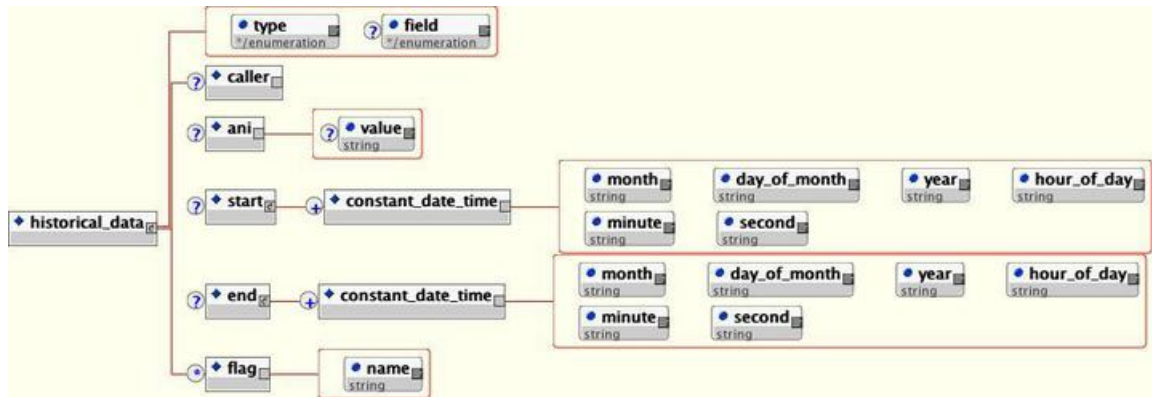 type ? field
*/enumeration */enumeration
? caller
? ani ? value
string
month day_of_month year hour_of_day
string string string string
? start + constant_date_time
minute second
string string
historical_data
month day_of_month year hour_of_day
string string string string
? end + constant_date_time
minute second
string string
* flag name
string